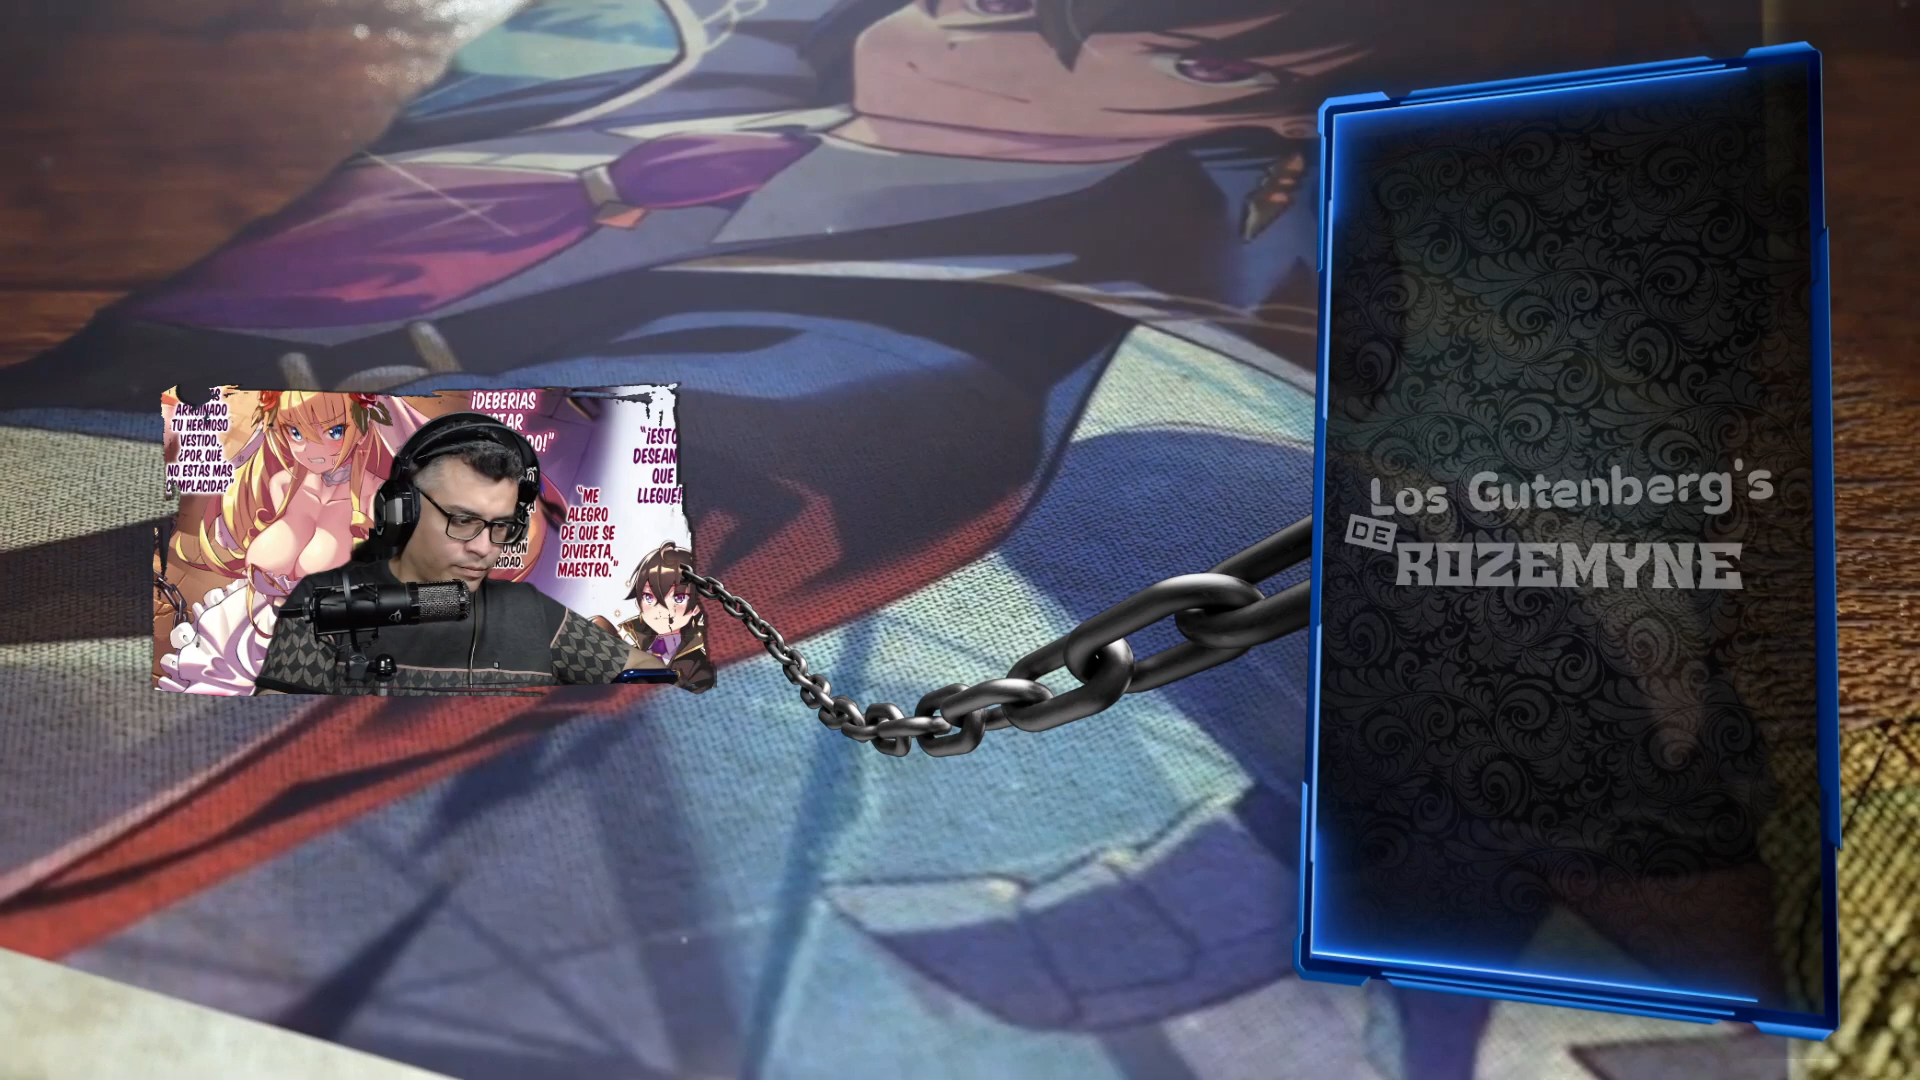 ARRUINADO
TU HERMOSO
VESTIDO.
¿POR QUÉ
NO ESTÁS MÁS
COMPLACIDA?"
¡DEBERÍAS
"¡ESTO
DESEAN
QUE
LLEGUE!
"ME
ALEGRO
DE QUE SE
DIVIERTA,
MAESTRO."
Los Gutenberg's
DE
ROZEMYNE